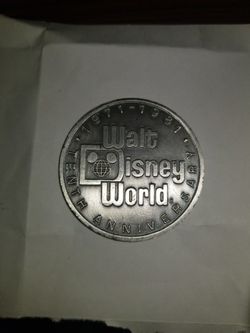 • 1971-1981 •
Walt
Disney
World.
TENTH ANNIVERSARY